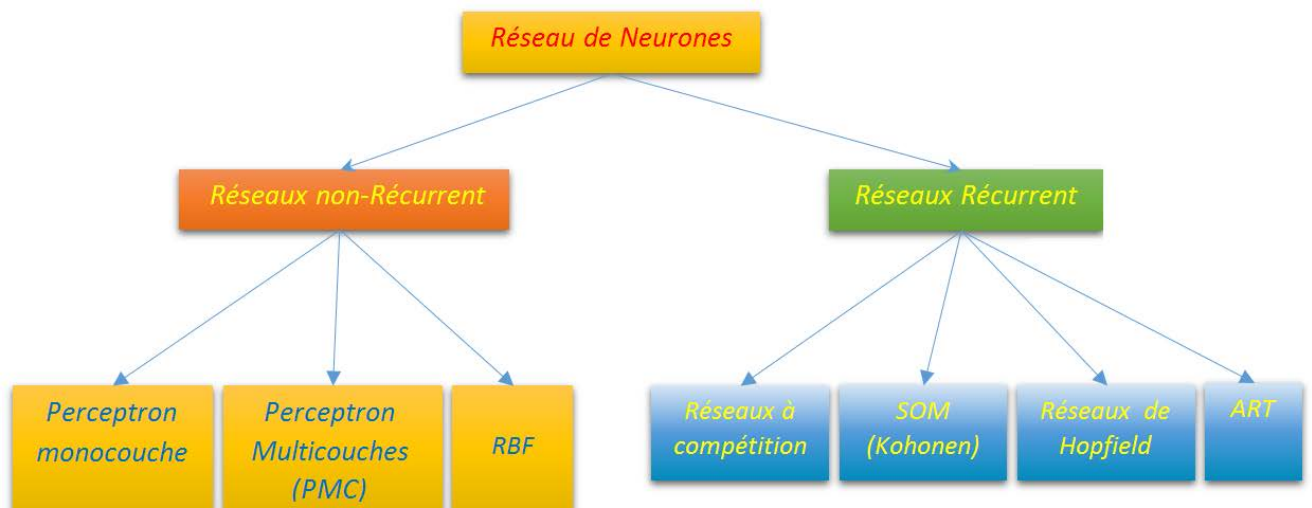 Réseau de Neurones
Réseaux non-Récurrent
Réseaux Récurrent
Perceptron
monocouche
Perceptron
Multicouches
(PMC)
RBF
Réseaux à
compétition
SOM
(Kohonen)
Réseaux de
Hopfield
ART